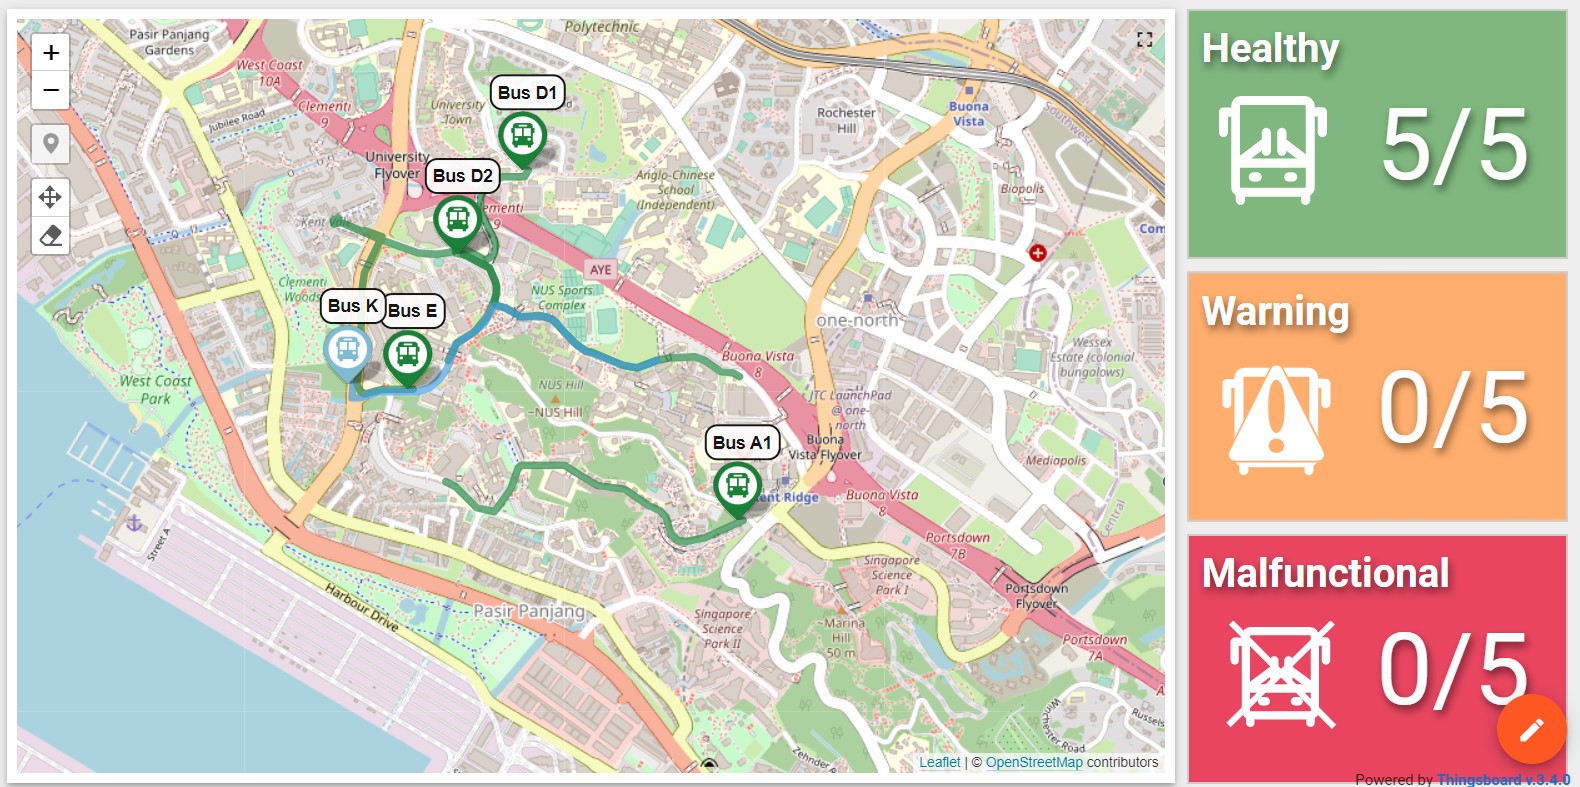 Polytechnic
Pasir Panjang
Gardens
West Coast
10A
Clementi
9
University
Town
Jubilee Road
University
Flyover
Bus D1
Bus D2
Kent Vale
9
Anglo-Chinese
School
(Independent)
Rochester
Hill
Buona
Vista
Southwest
Biopolis
Com
AYE
Clementi
Woods
NUS Sports
Complex
Bus K
Bus E
one-north
Wessex
Estate (colonial
bungalows)
Buona Vista
8
West Coast
Park
NUS Hill
~NUS Hill
JTC LaunchPad
@ one-
north
Bus A1
Buona
Vista Flyover
Mediapolis
ent Ridge
Buona Vista
8
Central
Portsdown
7B
Street A
Singapore
Science
Park I
Portsdown
Flyover
Harbour Drive
Pasir Panjang
Singapore
Science
Park II
Marina
Hill
50 m
Portsdown
7A
A
Winchester Road
Russels
Zehnder R
Leaflet | © OpenStreetMap contributors
+
−
Healthy
5/5
Warning
0/5
Malfunctional
0/5
Powered by Thingsboard v.3.4.0